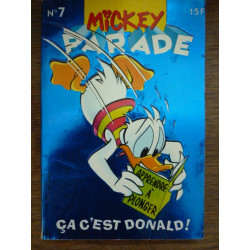 N°7
MiCKEY
15F
PARADE
APPRENDRE
À
PLONGER
ÇA C'EST DONALD!